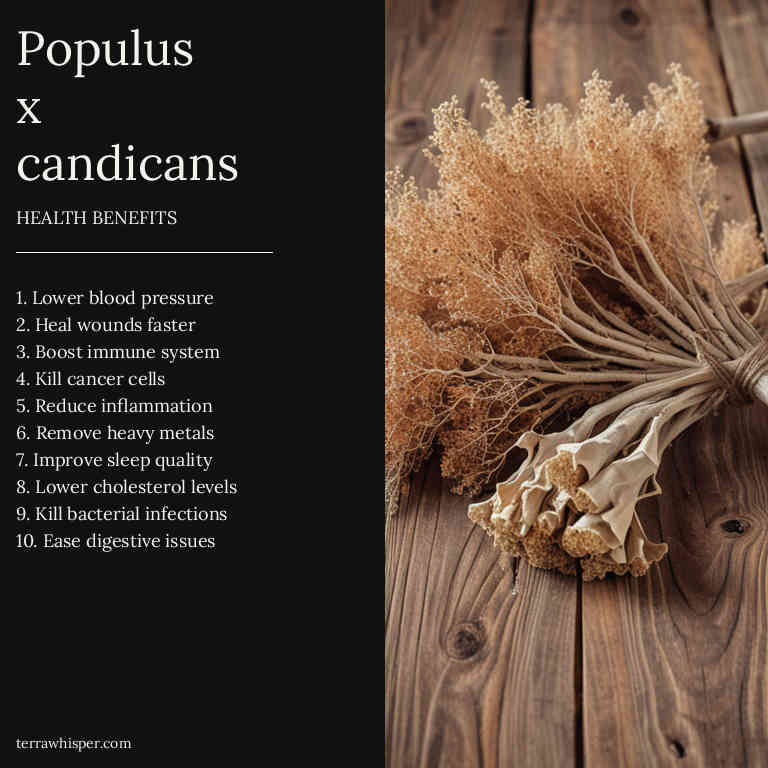 Populus
x
candicans
HEALTH BENEFITS
1. Lower blood pressure
2. Heal wounds faster
3. Boost immune system
4. Kill cancer cells
5. Reduce inflammation
6. Remove heavy metals
7. Improve sleep quality
8. Lower cholesterol levels
9. Kill bacterial infections
10. Ease digestive issues
terrawhisper.com